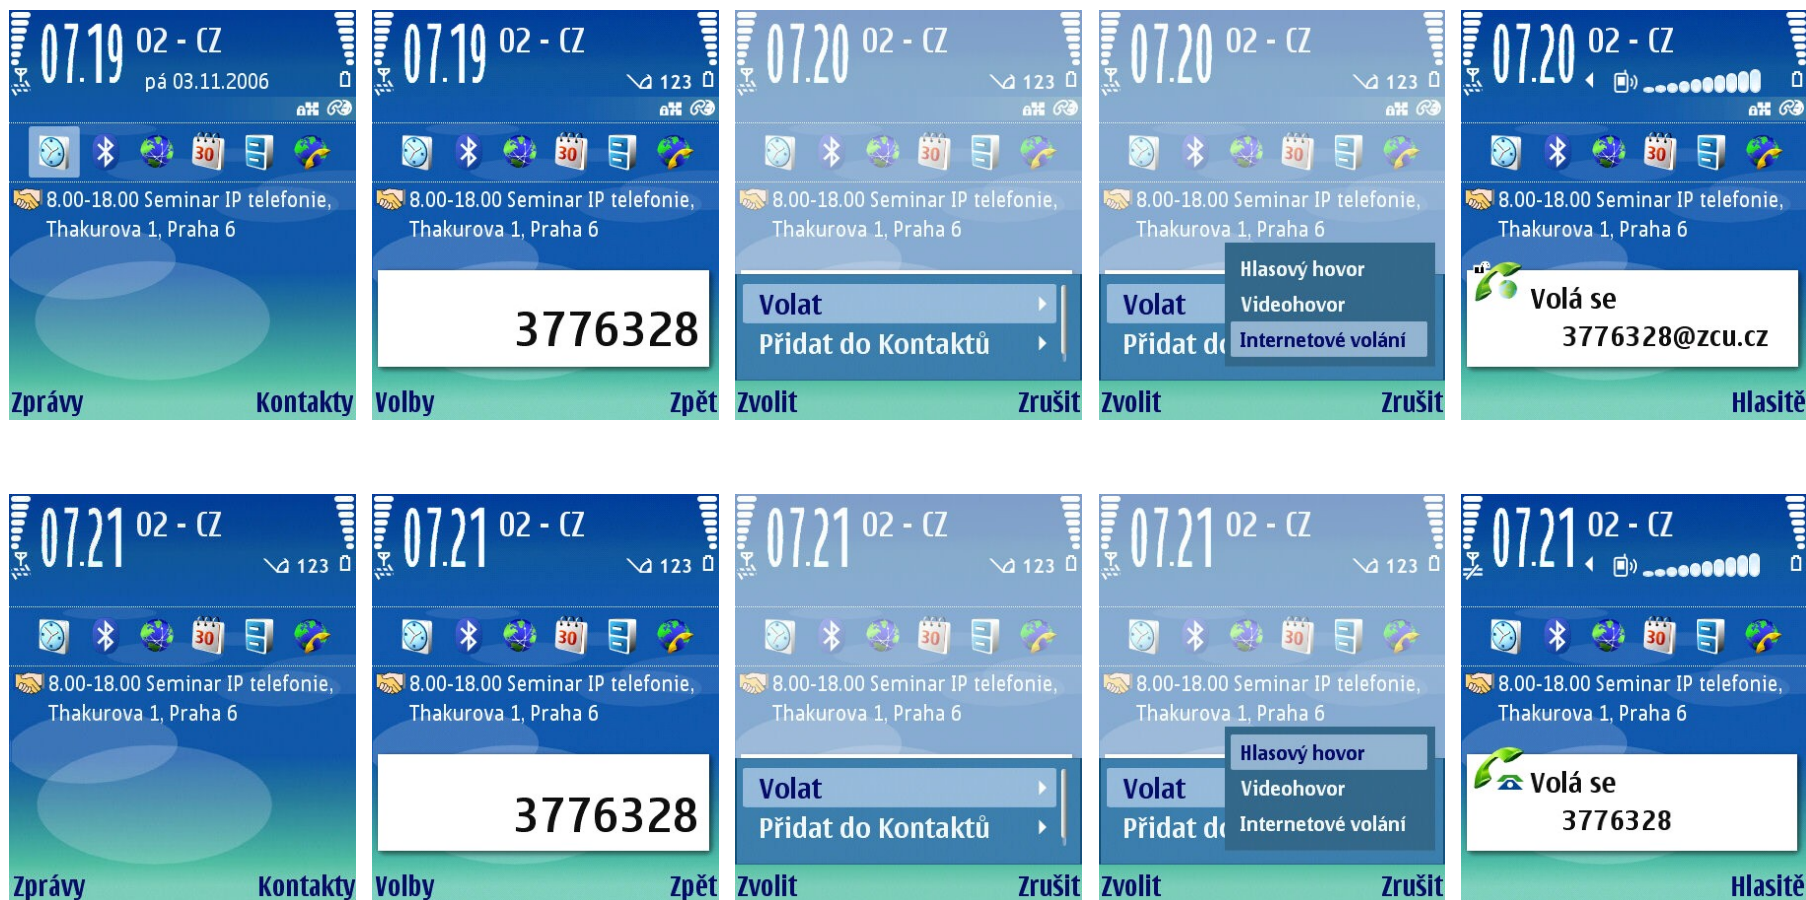 07.19 02 - CZ
pá 03.11.2006
30
8.00-18.00 Seminar IP telefonie,
Thakurova 1, Praha 6
Zprávy Kontakty
07.19 02 - CZ
123
30
8.00-18.00 Seminar IP telefonie,
Thakurova 1, Praha 6
3776328
Volby Zpět
07.20 02 - CZ
123
30
8.00-18.00 Seminar IP telefonie,
Thakurova 1, Praha 6
Volat
Přidat do Kontaktů
Zvolit Zrušit
07.20 02 - CZ
123
30
8.00-18.00 Seminar IP telefonie,
Thakurova 1, Praha 6
Hlasový hovor
Videohovor
Internetové volání
Volat
Přidat do
Zvolit Zrušit
07.20 02 - CZ
30
8.00-18.00 Seminar IP telefonie,
Thakurova 1, Praha 6
Volá se
3776328@zcu.cz
Hlasitě
07.21 02 - CZ
123
30
8.00-18.00 Seminar IP telefonie,
Thakurova 1, Praha 6
Zprávy Kontakty
07.21 02 - CZ
123
30
8.00-18.00 Seminar IP telefonie,
Thakurova 1, Praha 6
3776328
Volby Zpět
07.21 02 - CZ
123
30
8.00-18.00 Seminar IP telefonie,
Thakurova 1, Praha 6
Volat
Přidat do Kontaktů
Zvolit Zrušit
07.21 02 - CZ
123
30
8.00-18.00 Seminar IP telefonie,
Thakurova 1, Praha 6
Hlasový hovor
Videohovor
Internetové volání
Volat
Přidat do
Zvolit Zrušit
07.21 02 - CZ
30
8.00-18.00 Seminar IP telefonie,
Thakurova 1, Praha 6
Volá se
3776328
Hlasitě